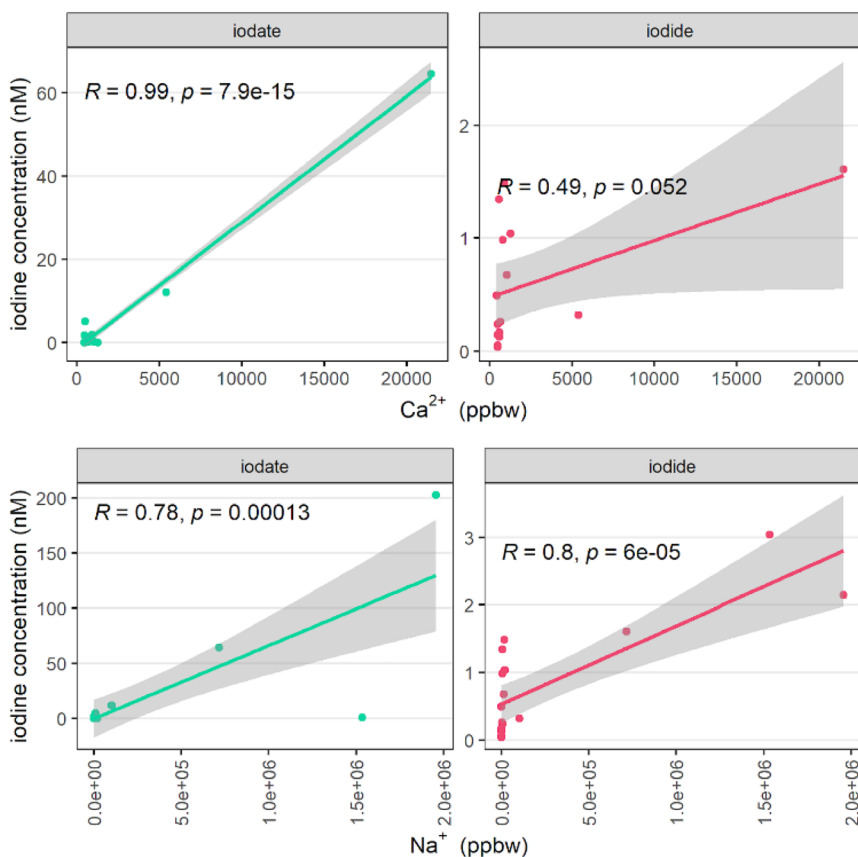 iodate iodide
iodine concentration (nM)
R = 0.99, p = 7.9e-15
R = 0.49, p = 0.052
60
40
20
0
2
1
0
0 5000 10000 15000 20000
0 5000 10000 15000 20000
Ca²⁺ (ppbw)
iodate iodide
iodine concentration (nM)
R = 0.78, p = 0.00013
R = 0.8, p = 6e-05
200
150
100
50
0
3
2
1
0
0.0e+00 5.0e+05 1.0e+06 1.5e+06 2.0e+06
0.0e+00 5.0e+05 1.0e+06 1.5e+06 2.0e+06
Na⁺ (ppbw)